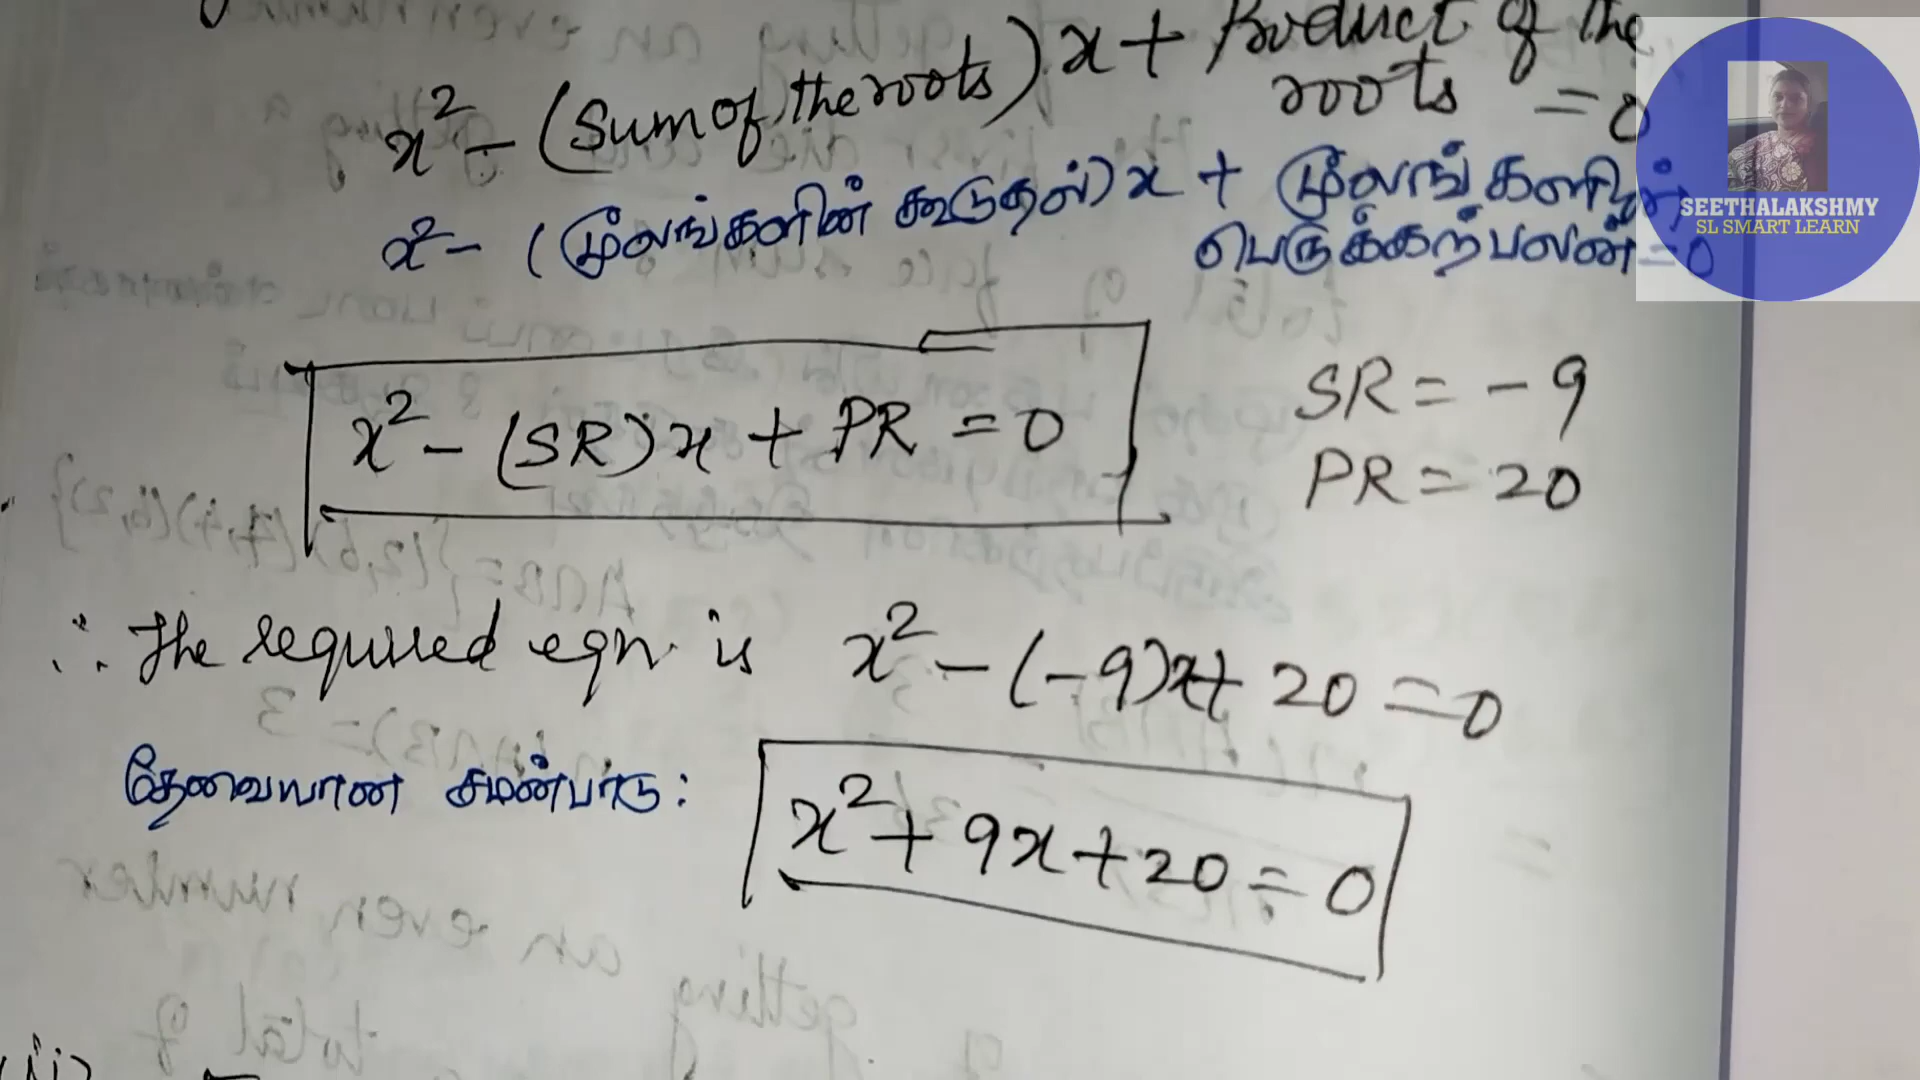 x² - (Sum of the roots) x + Product of the
roots = 0
x² - (மூலங்களின் கூடுதல்) x + மூலங்களின்
பெருக்கற்பலன் = 0
SEETHALAKSHMY
SL SMART LEARN
x² - (SR) x + PR = 0
SR = - 9
PR = 20
∴ The required eqn. is x² - (-9)x + 20 = 0
தேவையான சமன்பாடு :
x² + 9x + 20 = 0
(ii)